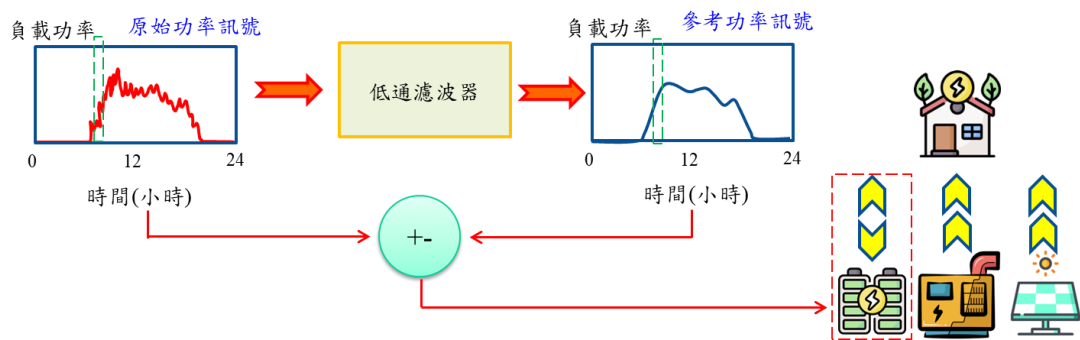 負載功率
原始功率訊號
0
12
24
時間(小時)
低通濾波器
負載功率
參考功率訊號
0
12
24
時間(小時)
+-